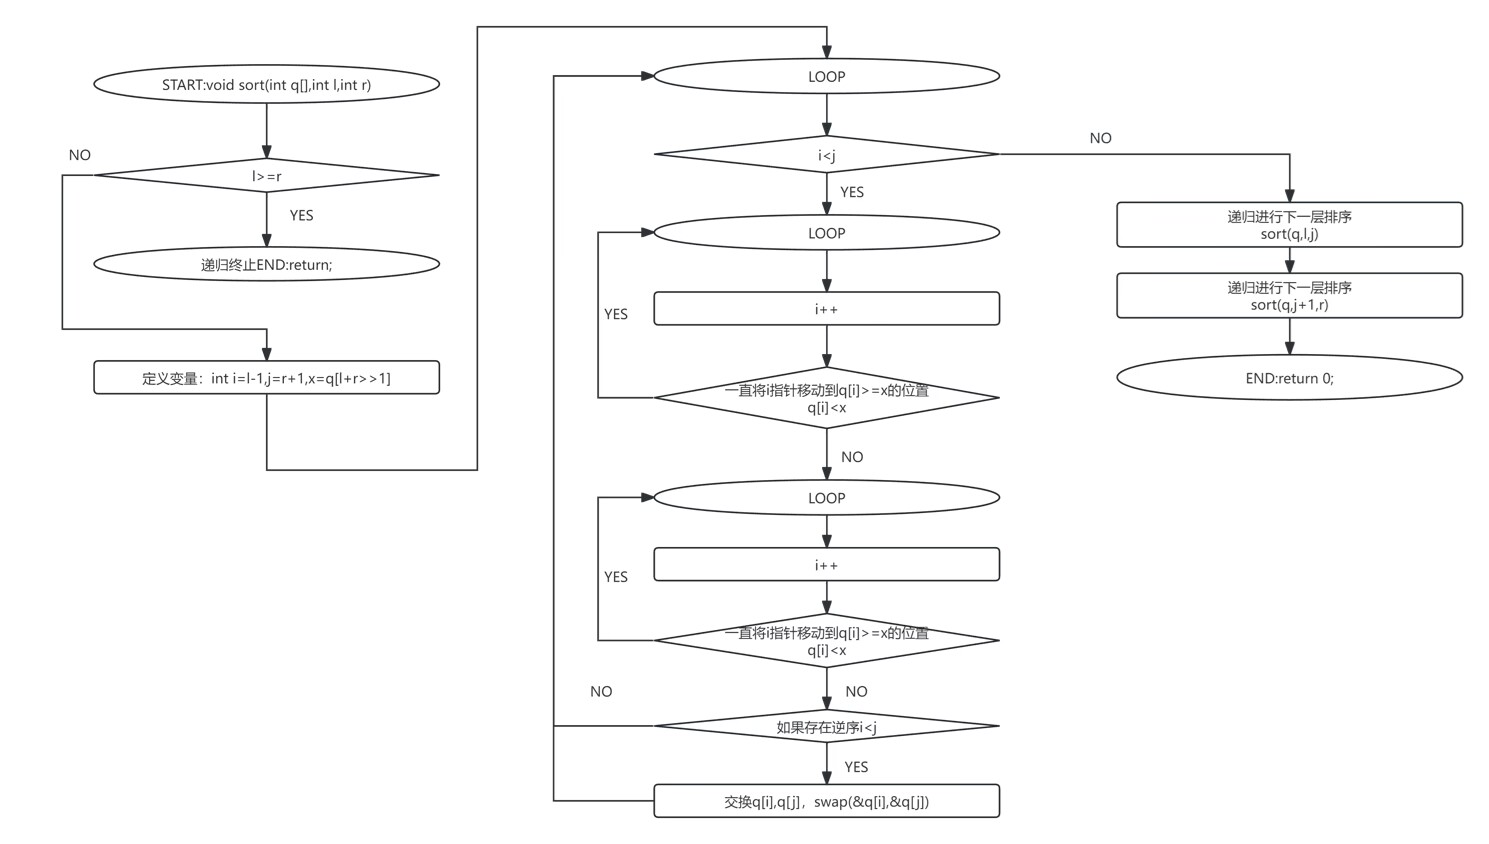 START:void sort(int q[],int l,int r)
NO
l>=r
YES
递归终止END:return;
定义变量：int i=l-1,j=r+1,x=q[l+r>>1]
LOOP
i<j
NO
YES
LOOP
YES
i++
一直将i指针移动到q[i]>=x的位置
q[i]<x
NO
LOOP
YES
i++
一直将i指针移动到q[i]>=x的位置
q[i]<x
NO
NO
如果存在逆序i<j
YES
交换q[i],q[j]，swap(&q[i],&q[j])
递归进行下一层排序
sort(q,l,j)
递归进行下一层排序
sort(q,j+1,r)
END:return 0;